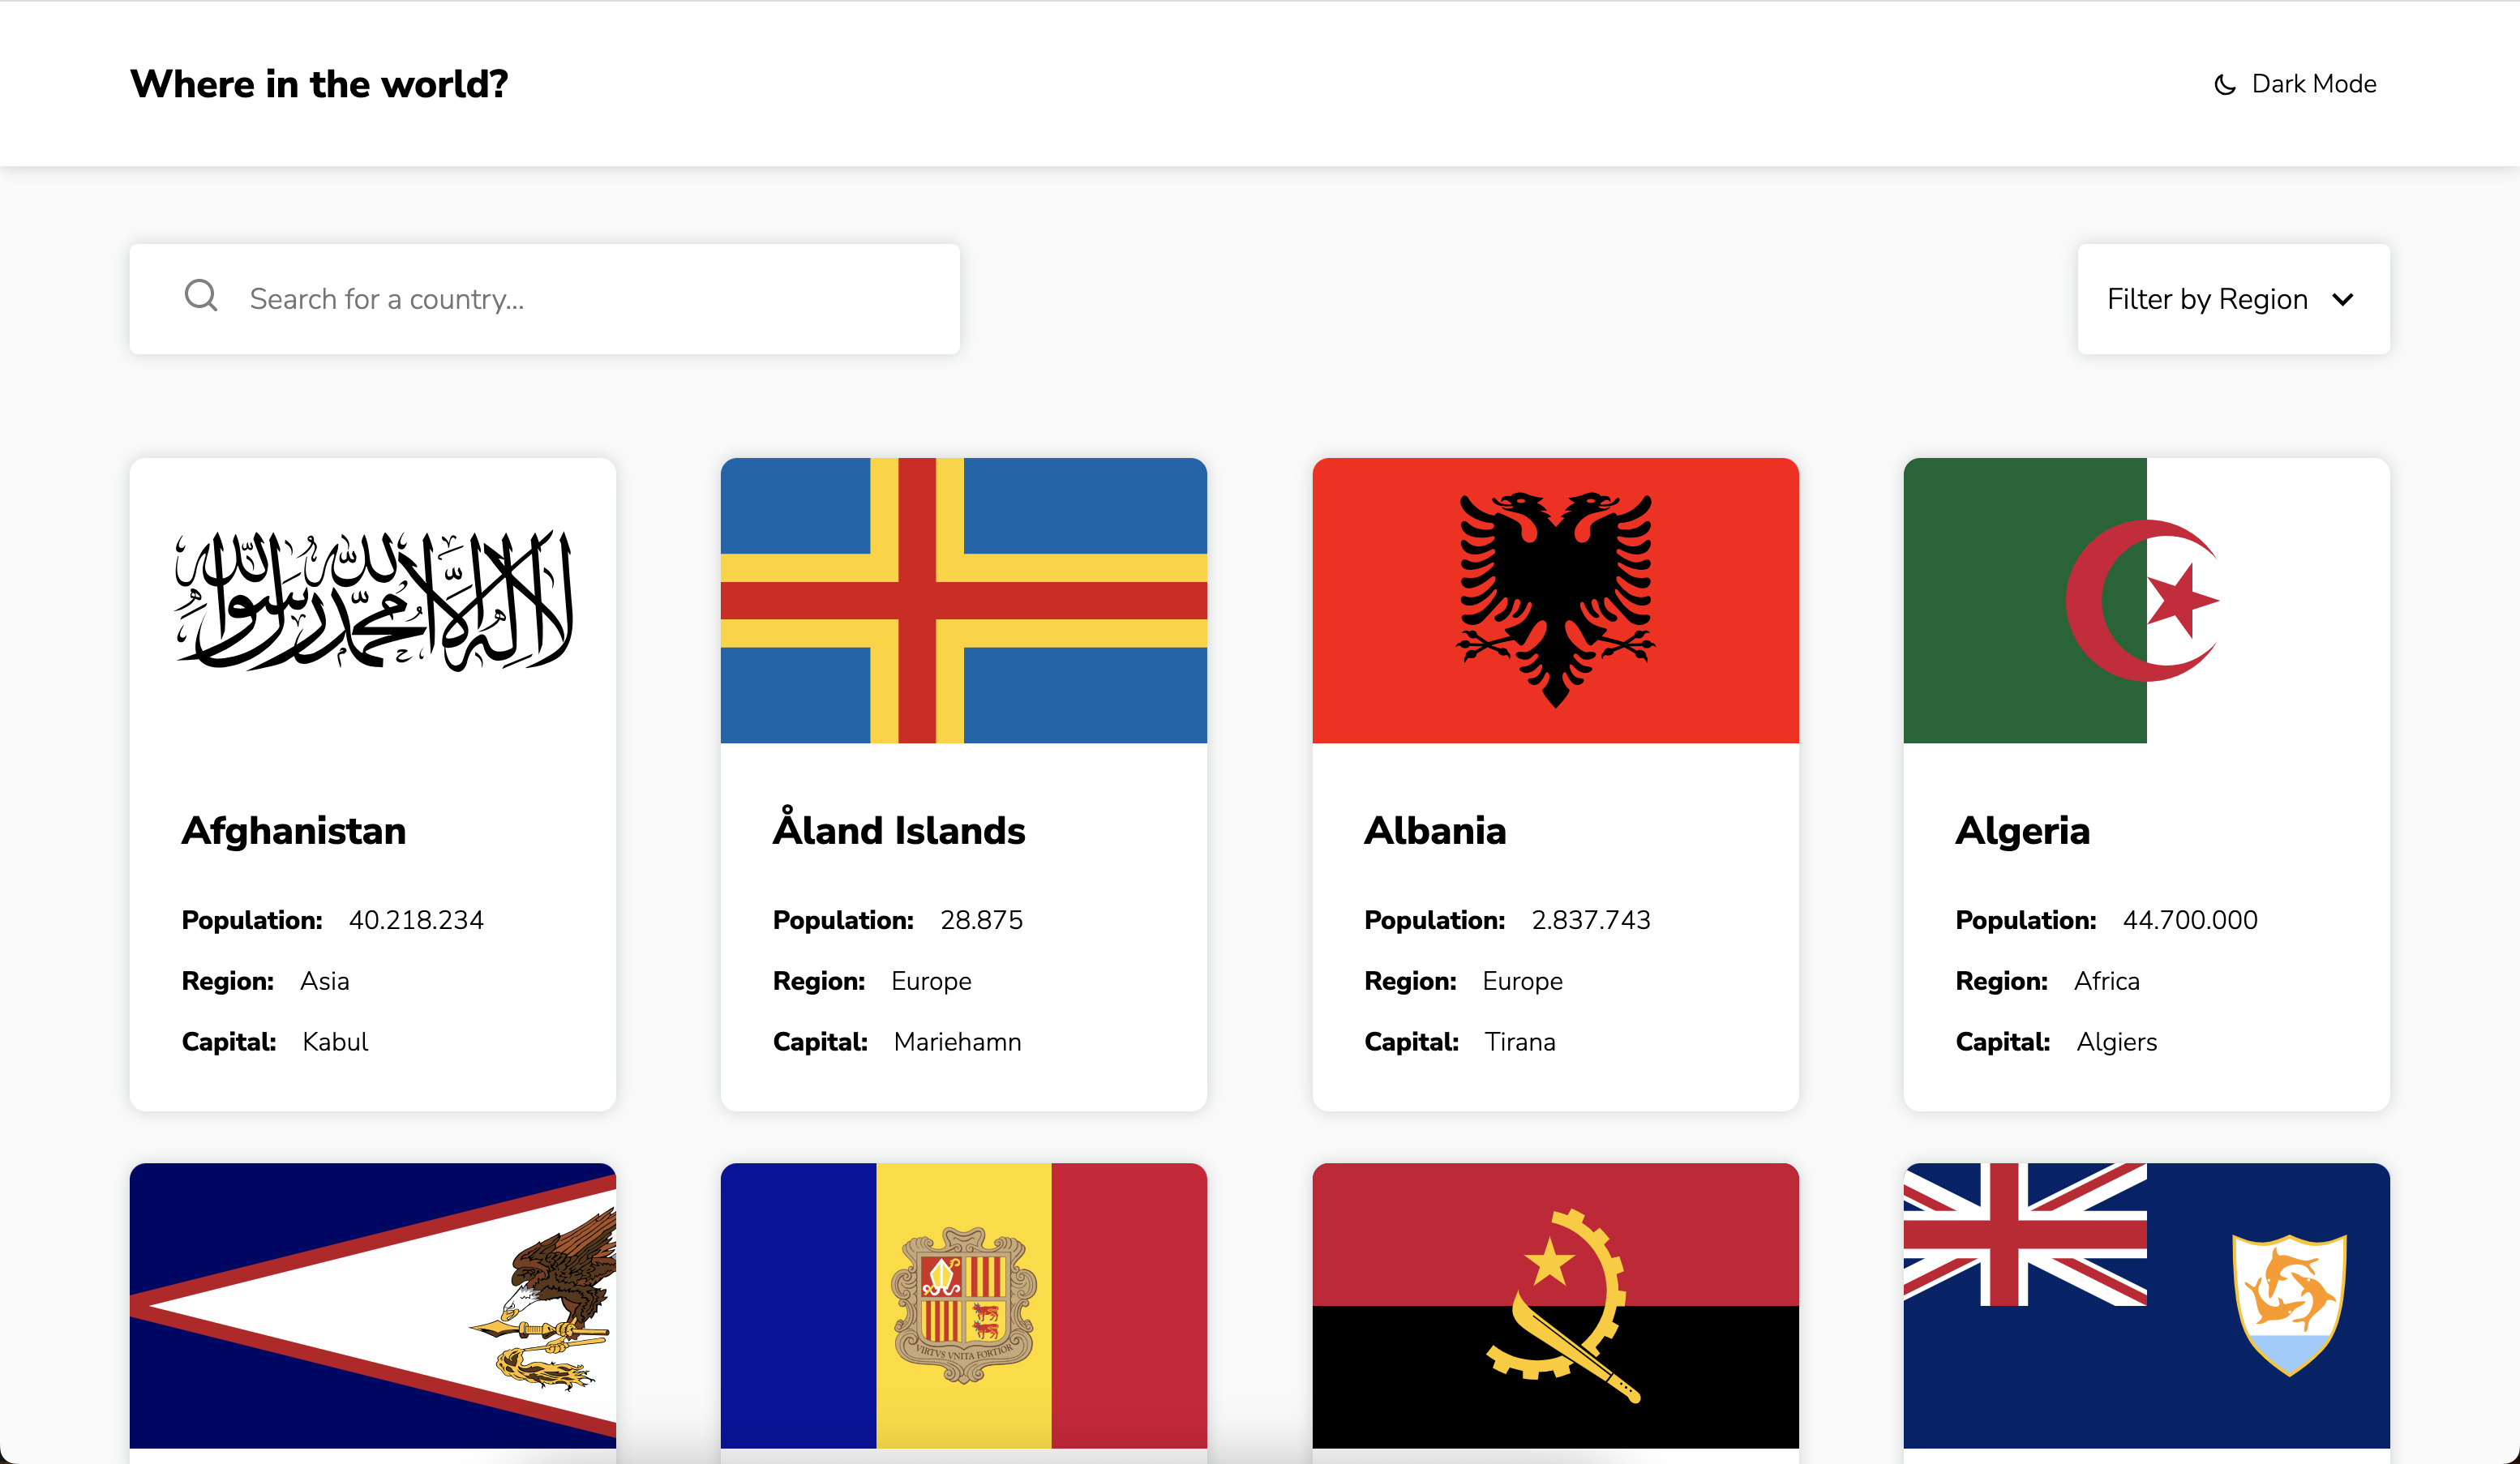 Where in the world?
Dark Mode
Search for a country...
Filter by Region
لا إله إلا الله محمد رسول الله
Afghanistan
Population: 40.218.234
Region: Asia
Capital: Kabul
Åland Islands
Population: 28.875
Region: Europe
Capital: Mariehamn
Albania
Population: 2.837.743
Region: Europe
Capital: Tirana
Algeria
Population: 44.700.000
Region: Africa
Capital: Algiers
VIRTVS VNITA FORTIOR